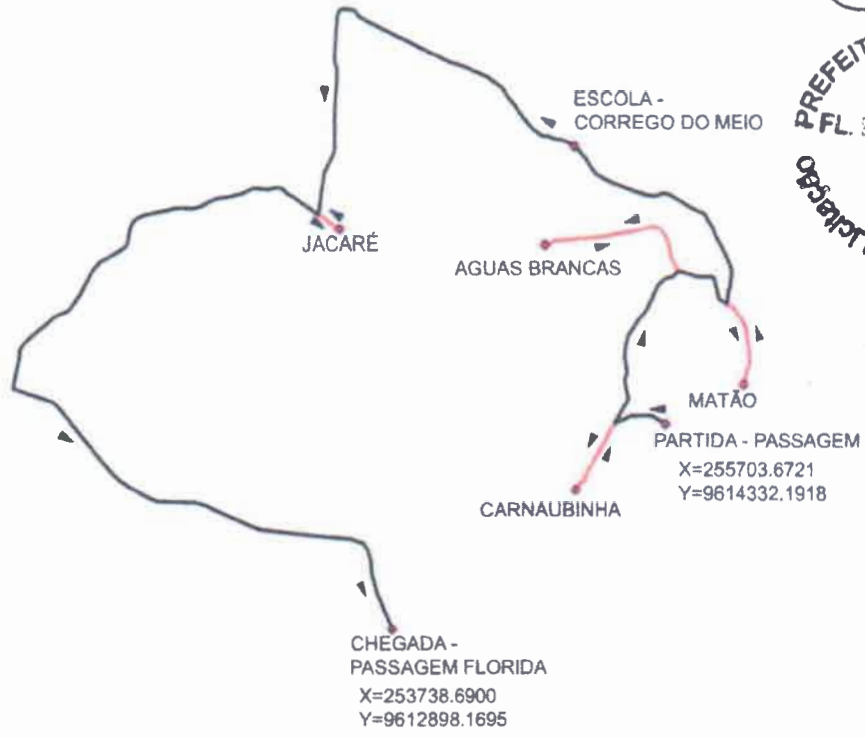 PREFEIT
FL.
ESCOLA -
CORREGO DO MEIO
JACARÉ
AGUAS BRANCAS
MATÃO
PARTIDA - PASSAGEM
X=255703.6721
Y=9614332.1918
CARNAUBINHA
CHEGADA -
PASSAGEM FLORIDA
X=253738.6900
Y=9612898.1695